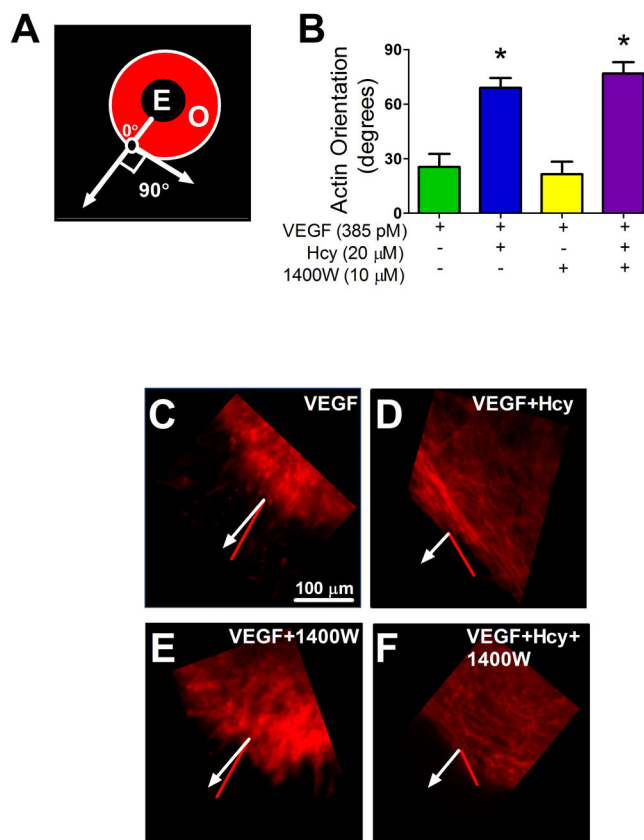 A
E
O
0°
90°
B
Actin Orientation
(degrees)
90
60
30
0
* *
VEGF (385 pM) + + + +
Hcy (20 μM) - + - +
1400W (10 μM) - - + +
C
VEGF
100 μm
D
VEGF+Hcy
E
VEGF+1400W
F
VEGF+Hcy+
1400W